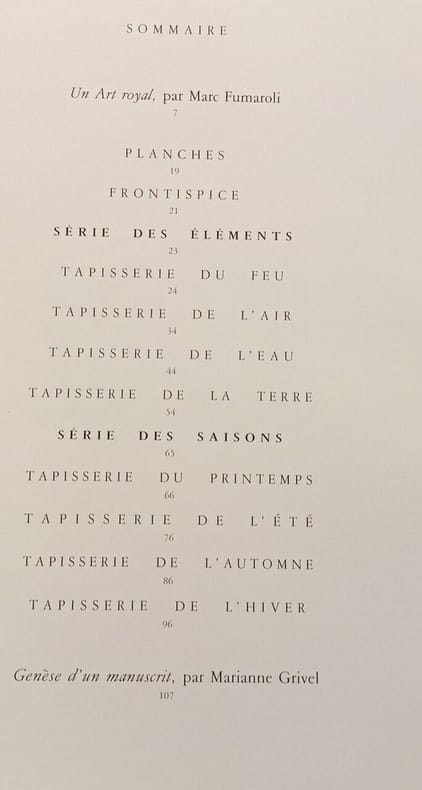 SOMMAIRE
Un Art royal, par Marc Fumaroli
7
PLANCHES
19
FRONTISPICE
21
SÉRIE DES ÉLÉMENTS
23
TAPISSERIE DU FEU
24
TAPISSERIE DE L'AIR
34
TAPISSERIE DE L'EAU
44
TAPISSERIE DE LA TERRE
54
SÉRIE DES SAISONS
65
TAPISSERIE DU PRINTEMPS
66
TAPISSERIE DE L'ÉTÉ
76
TAPISSERIE DE L'AUTOMNE
86
TAPISSERIE DE L'HIVER
96
Genèse d'un manuscrit, par Marianne Grivel
107